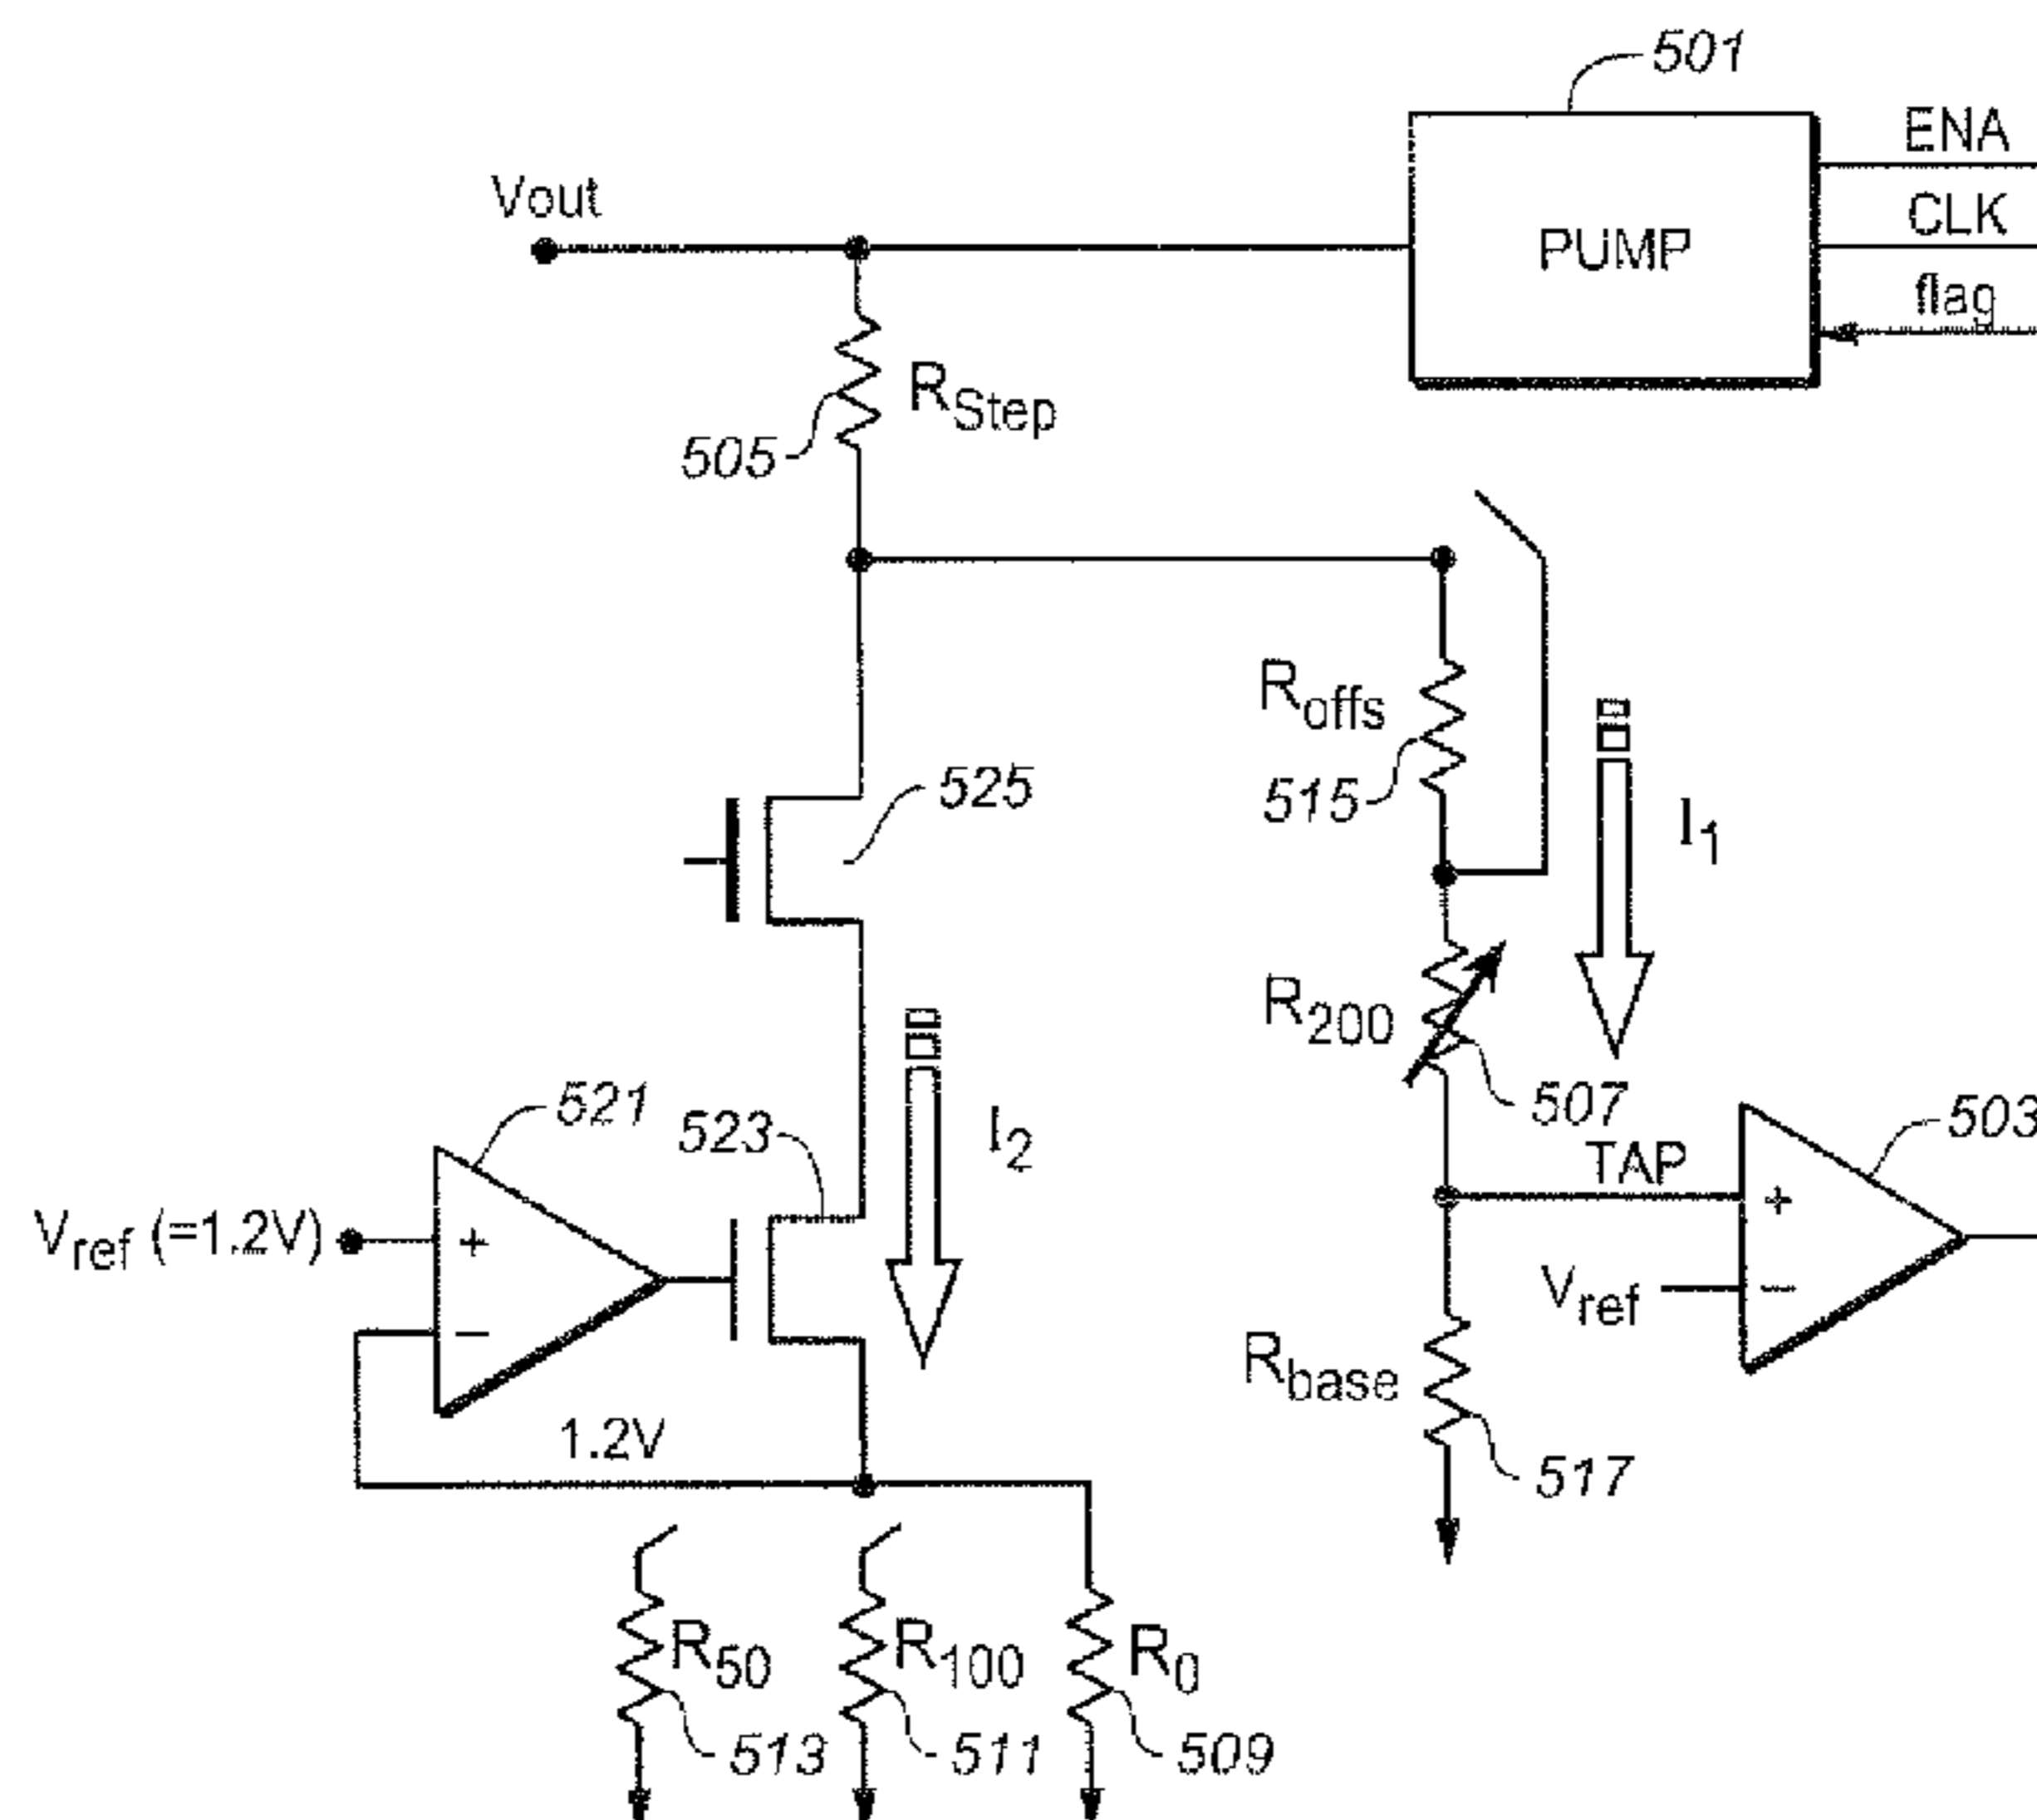 501
ENA
Vout
CLK
PUMP
flag
RStep
505
Roffs
525
515
I1
R200
521
523
507
503
I2
TAP
+
+
Vref (=1.2V)
Vref
−
−
Rbase
1.2V
517
R50
R100
R0
513
511
509